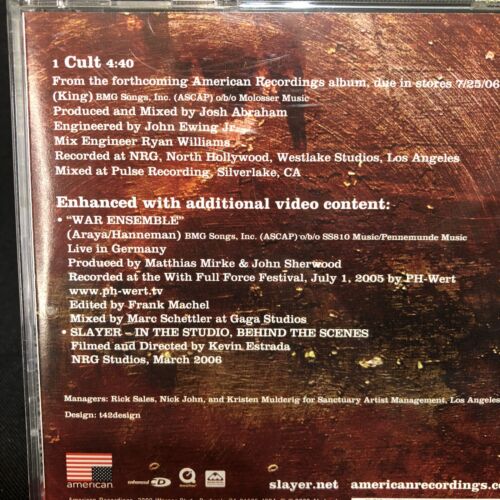 1 Cult 4:40
From the forthcoming American Recordings album, due in stores 7/25/06
(King) BMG Songs, Inc. (ASCAP) o/b/o Molosser Music
Produced and Mixed by Josh Abraham
Engineered by John Ewing Jr.
Mix Engineer Ryan Williams
Recorded at NRG, North Hollywood, Westlake Studios, Los Angeles
Mixed at Pulse Recording, Silverlake, CA
Enhanced with additional video content:
• "WAR ENSEMBLE"
(Araya/Hanneman) BMG Songs, Inc. (ASCAP) o/b/o SS810 Music/Pennemunde Music
Live in Germany
Produced by Matthias Mirke & John Sherwood
Recorded at the With Full Force Festival, July 1, 2005 by PH-Wert
www.ph-wert.tv
Edited by Frank Machel
Mixed by Marc Schettler at Gaga Studios
• SLAYER – IN THE STUDIO, BEHIND THE SCENES
Filmed and Directed by Kevin Estrada
NRG Studios, March 2006
Managers: Rick Sales, Nick John, and Kristen Mulderig for Sanctuary Artist Management, Los Angeles
Design: t42design
american enhanced CD slayer.net americanrecordings.c